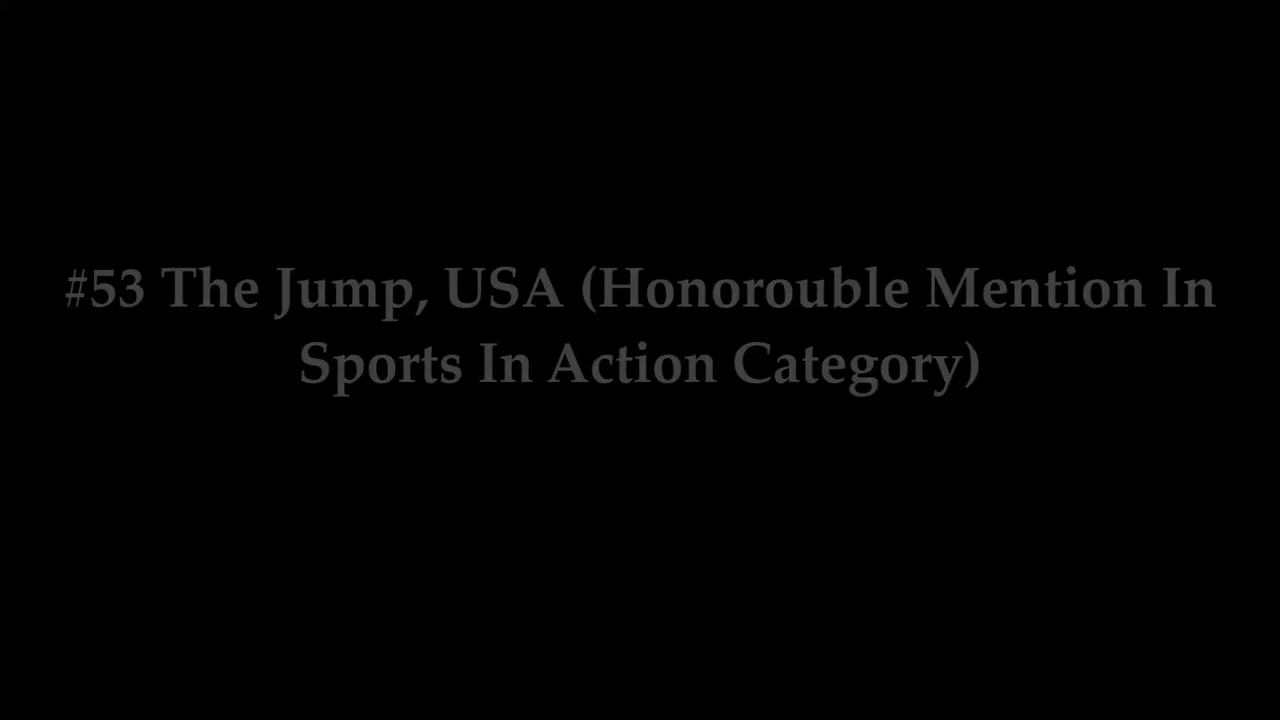 #53 The Jump, USA (Honorouble Mention In
Sports In Action Category)